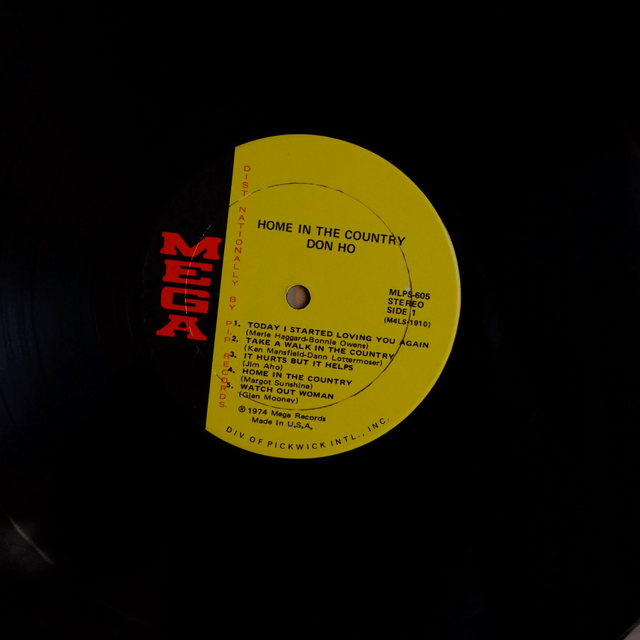 MEGA
DIST. NATIONALLY BY P.I.P. RECORDS.
HOME IN THE COUNTRY
DON HO
MLPS-605
STEREO
SIDE 1
(M4LS-1910)
1. TODAY I STARTED LOVING YOU AGAIN
(Merle Haggard-Bonnie Owens)
2. TAKE A WALK IN THE COUNTRY
(Ken Mansfield-Dann Lottermoser)
3. IT HURTS BUT IT HELPS
(Jim Aho)
4. HOME IN THE COUNTRY
(Margot Sunshine)
5. WATCH OUT WOMAN
(Glen Mooney)
℗ 1974 Mega Records
Made In U.S.A.
DIV. OF PICKWICK INTL., INC.